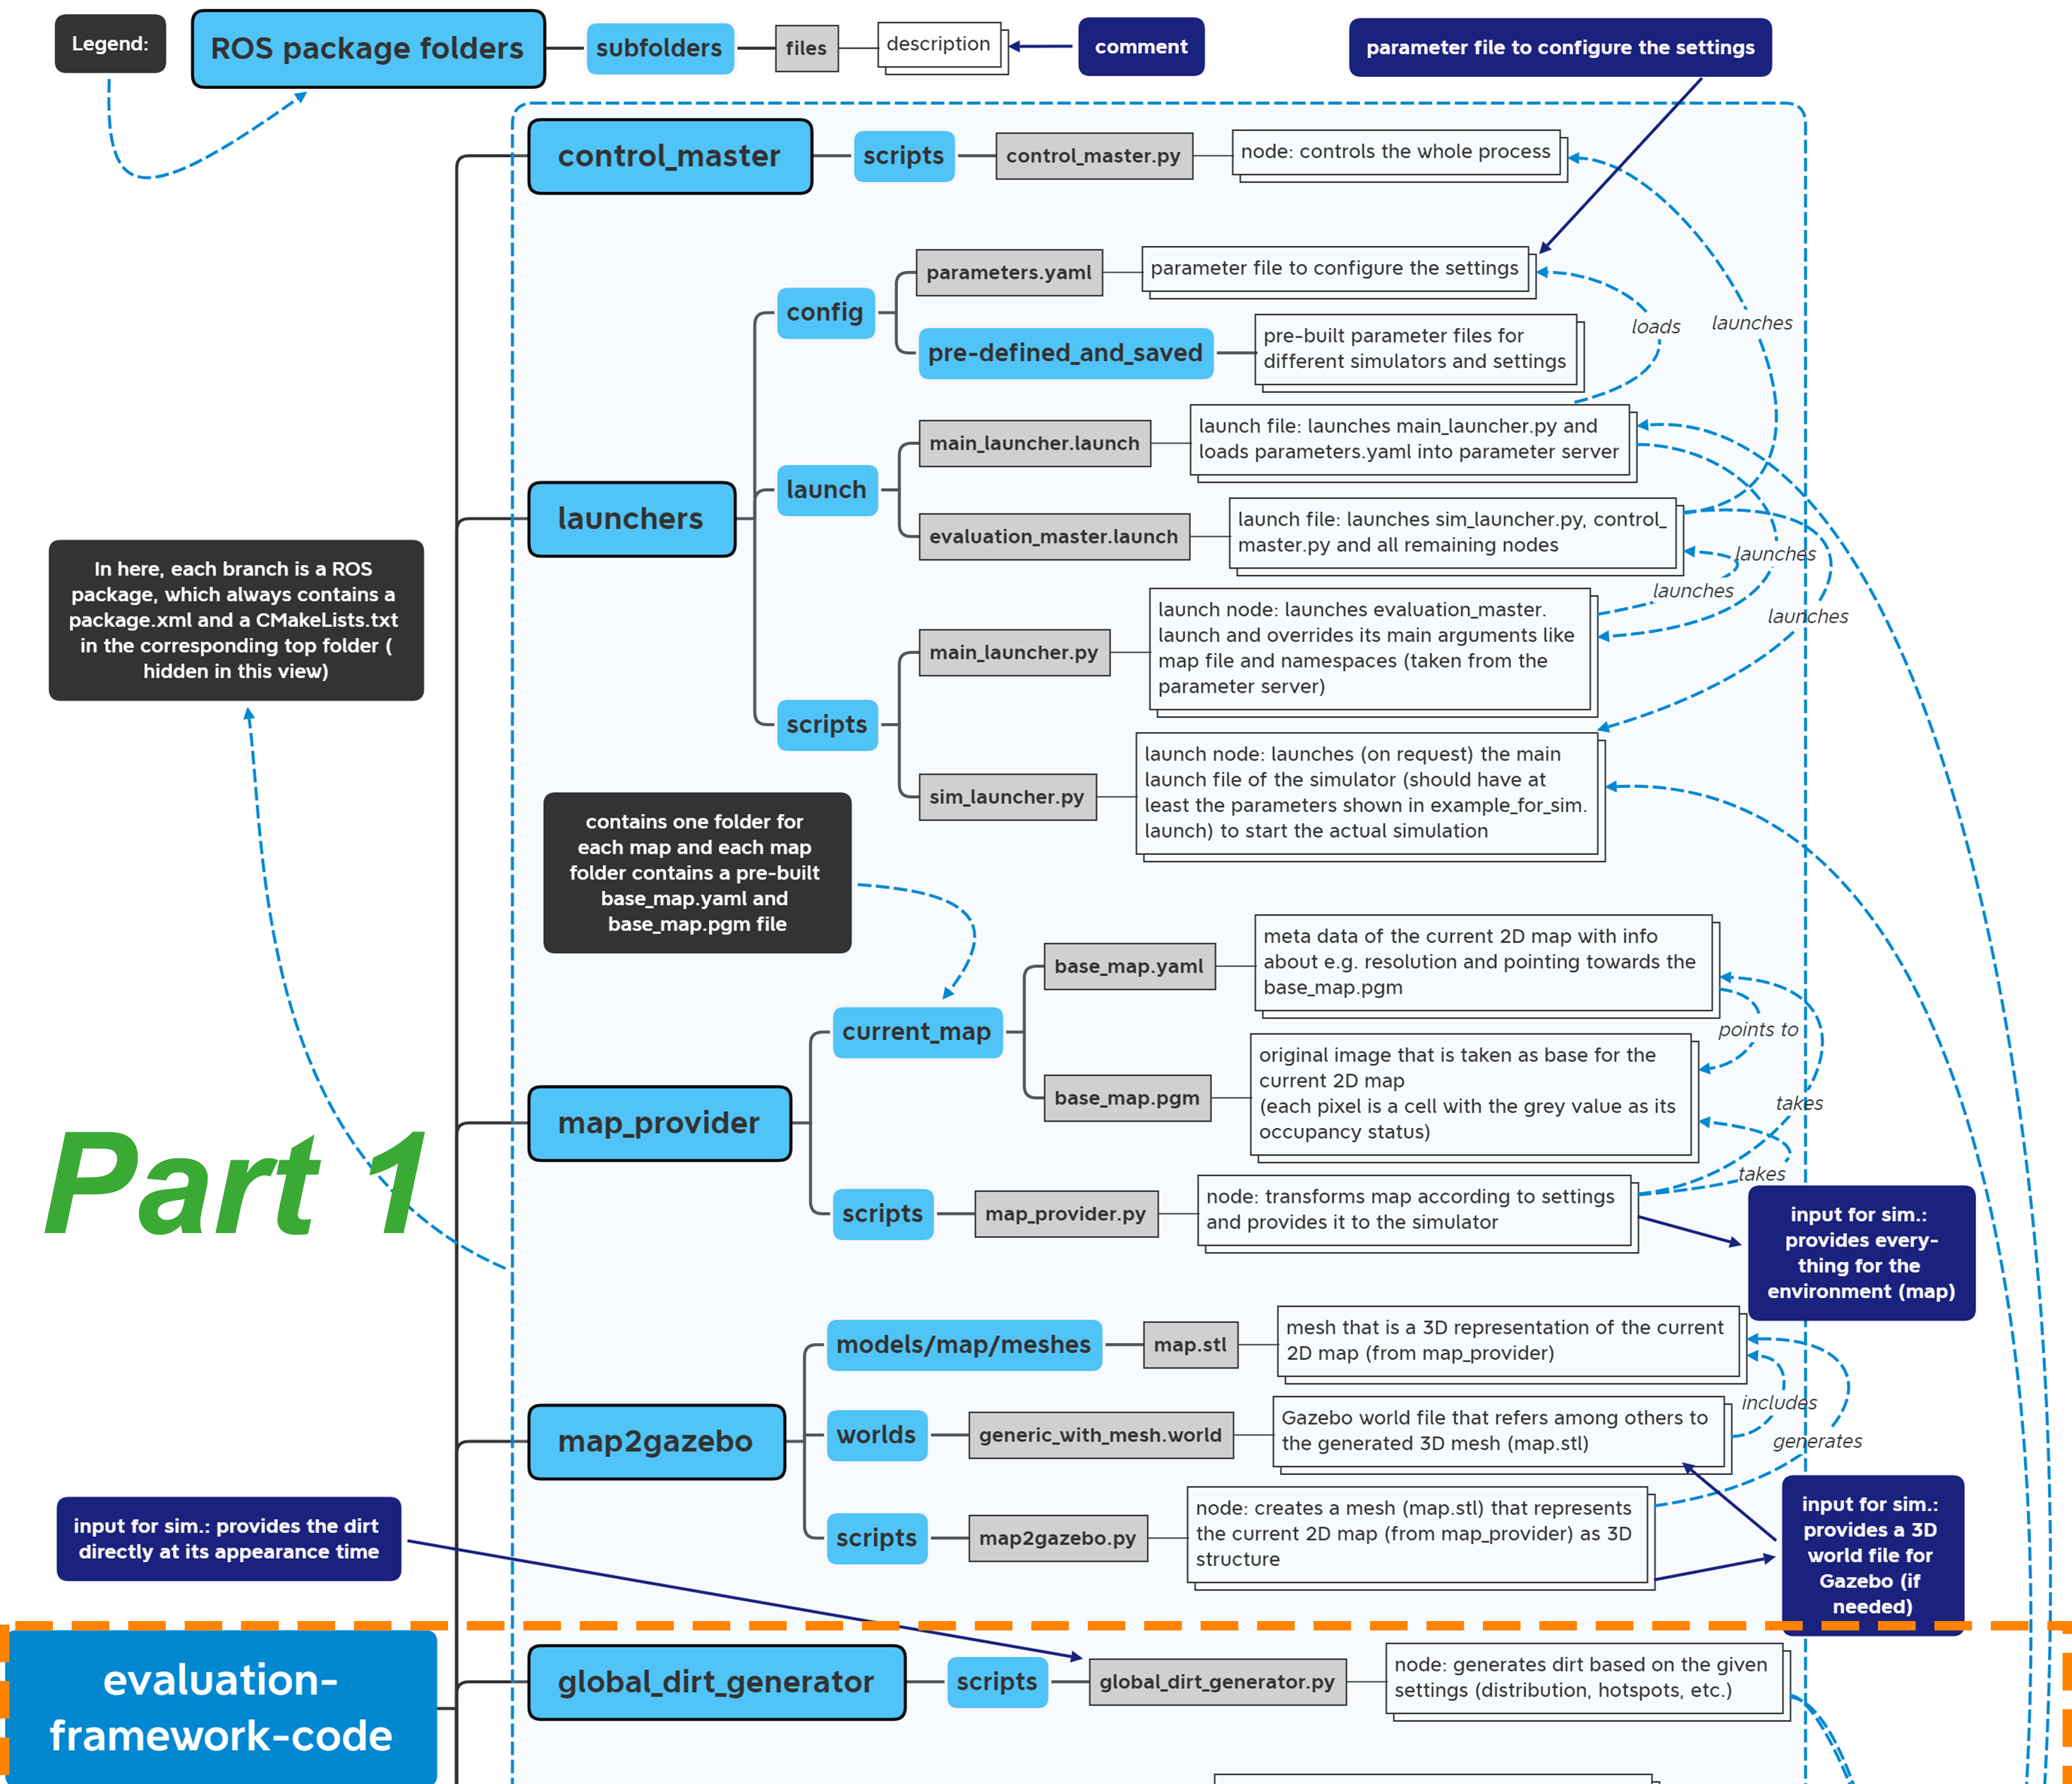 Legend:
ROS package folders
subfolders
files
description
comment
parameter file to configure the settings
control_master
scripts
control_master.py
node: controls the whole process
launchers
config
parameters.yaml
parameter file to configure the settings
pre-defined_and_saved
pre-built parameter files for
different simulators and settings
loads
launches
launch
main_launcher.launch
launch file: launches main_launcher.py and
loads parameters.yaml into parameter server
evaluation_master.launch
launch file: launches sim_launcher.py, control_
master.py and all remaining nodes
launches
launches
launches
scripts
main_launcher.py
launch node: launches evaluation_master.
launch and overrides its main arguments like
map file and namespaces (taken from the
parameter server)
sim_launcher.py
launch node: launches (on request) the main
launch file of the simulator (should have at
least the parameters shown in example_for_sim.
launch) to start the actual simulation
In here, each branch is a ROS
package, which always contains a
package.xml and a CMakeLists.txt
in the corresponding top folder (
hidden in this view)
contains one folder for
each map and each map
folder contains a pre-built
base_map.yaml and
base_map.pgm file
map_provider
current_map
base_map.yaml
meta data of the current 2D map with info
about e.g. resolution and pointing towards the
base_map.pgm
points to
base_map.pgm
original image that is taken as base for the
current 2D map
(each pixel is a cell with the grey value as its
occupancy status)
takes
takes
scripts
map_provider.py
node: transforms map according to settings
and provides it to the simulator
input for sim.:
provides every-
thing for the
environment (map)
Part 1
map2gazebo
models/map/meshes
map.stl
mesh that is a 3D representation of the current
2D map (from map_provider)
worlds
generic_with_mesh.world
Gazebo world file that refers among others to
the generated 3D mesh (map.stl)
includes
generates
scripts
map2gazebo.py
node: creates a mesh (map.stl) that represents
the current 2D map (from map_provider) as 3D
structure
input for sim.:
provides a 3D
world file for
Gazebo (if
needed)
input for sim.: provides the dirt
directly at its appearance time
evaluation-
framework-code
global_dirt_generator
scripts
global_dirt_generator.py
node: generates dirt based on the given
settings (distribution, hotspots, etc.)